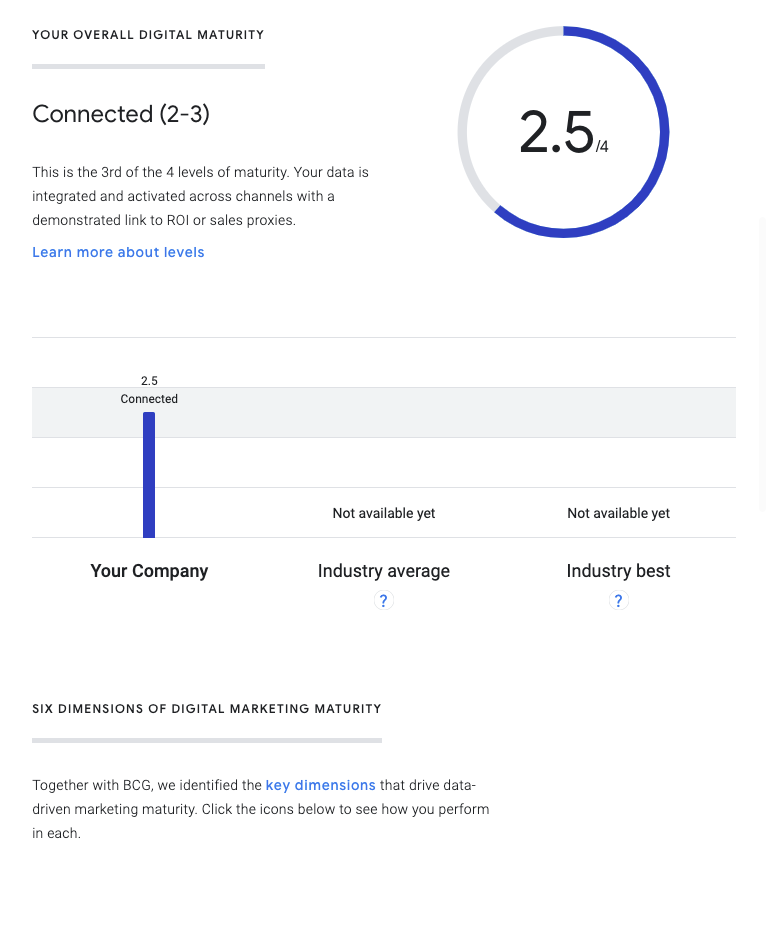 YOUR OVERALL DIGITAL MATURITY
Connected (2-3)
This is the 3rd of the 4 levels of maturity. Your data is
integrated and activated across channels with a
demonstrated link to ROI or sales proxies.
Learn more about levels
2.5/4
2.5
Connected
Not available yet
Not available yet
Your Company
Industry average
Industry best
?
?
SIX DIMENSIONS OF DIGITAL MARKETING MATURITY
Together with BCG, we identified the key dimensions that drive data-
driven marketing maturity. Click the icons below to see how you perform
in each.